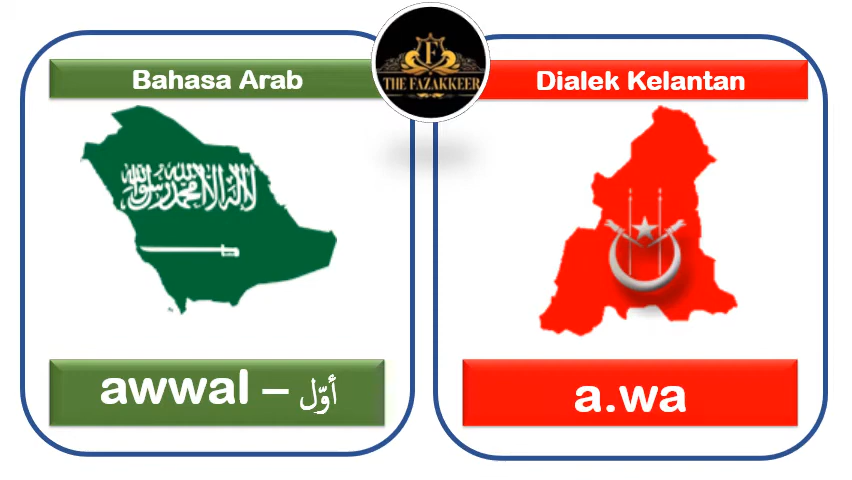 Bahasa Arab
F
THE FAZAKKEER
Dialek Kelantan
لا إله إلا الله محمد رسول الله
awwal – أوّل
a.wa